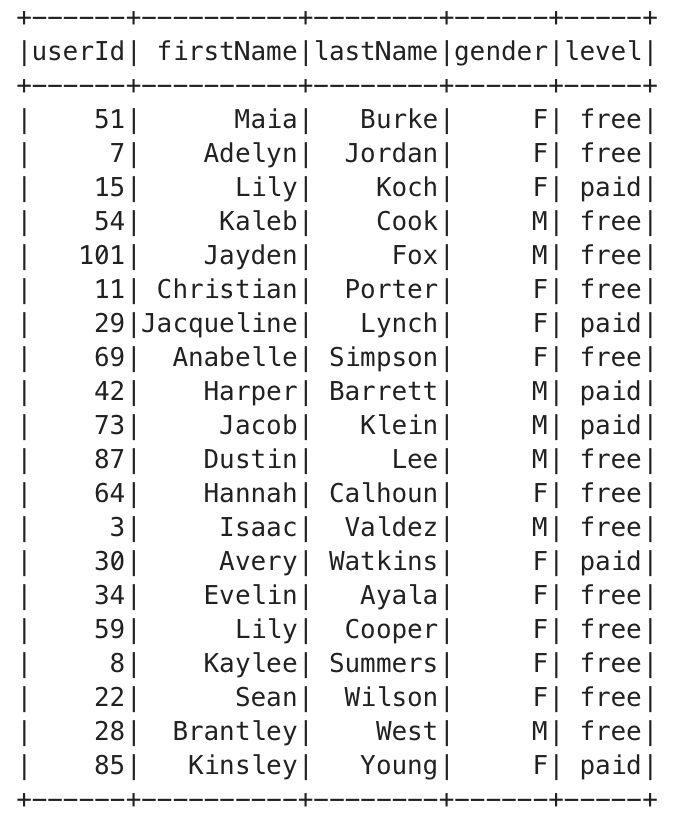 +------+----------+--------+------+-----+
|userId| firstName|lastName|gender|level|
+------+----------+--------+------+-----+
|    51|      Maia|   Burke|     F| free|
|     7|    Adelyn|  Jordan|     F| free|
|    15|      Lily|    Koch|     F| paid|
|    54|     Kaleb|    Cook|     M| free|
|   101|    Jayden|     Fox|     M| free|
|    11| Christian|  Porter|     F| free|
|    29|Jacqueline|   Lynch|     F| paid|
|    69|  Anabelle| Simpson|     F| free|
|    42|    Harper| Barrett|     M| paid|
|    73|     Jacob|   Klein|     M| paid|
|    87|    Dustin|     Lee|     M| free|
|    64|    Hannah| Calhoun|     F| free|
|     3|     Isaac|  Valdez|     M| free|
|    30|     Avery| Watkins|     F| paid|
|    34|    Evelin|   Ayala|     F| free|
|    59|      Lily|  Cooper|     F| free|
|     8|    Kaylee| Summers|     F| free|
|    22|      Sean|  Wilson|     F| free|
|    28|  Brantley|    West|     M| free|
|    85|   Kinsley|   Young|     F| paid|
+------+----------+--------+------+-----+